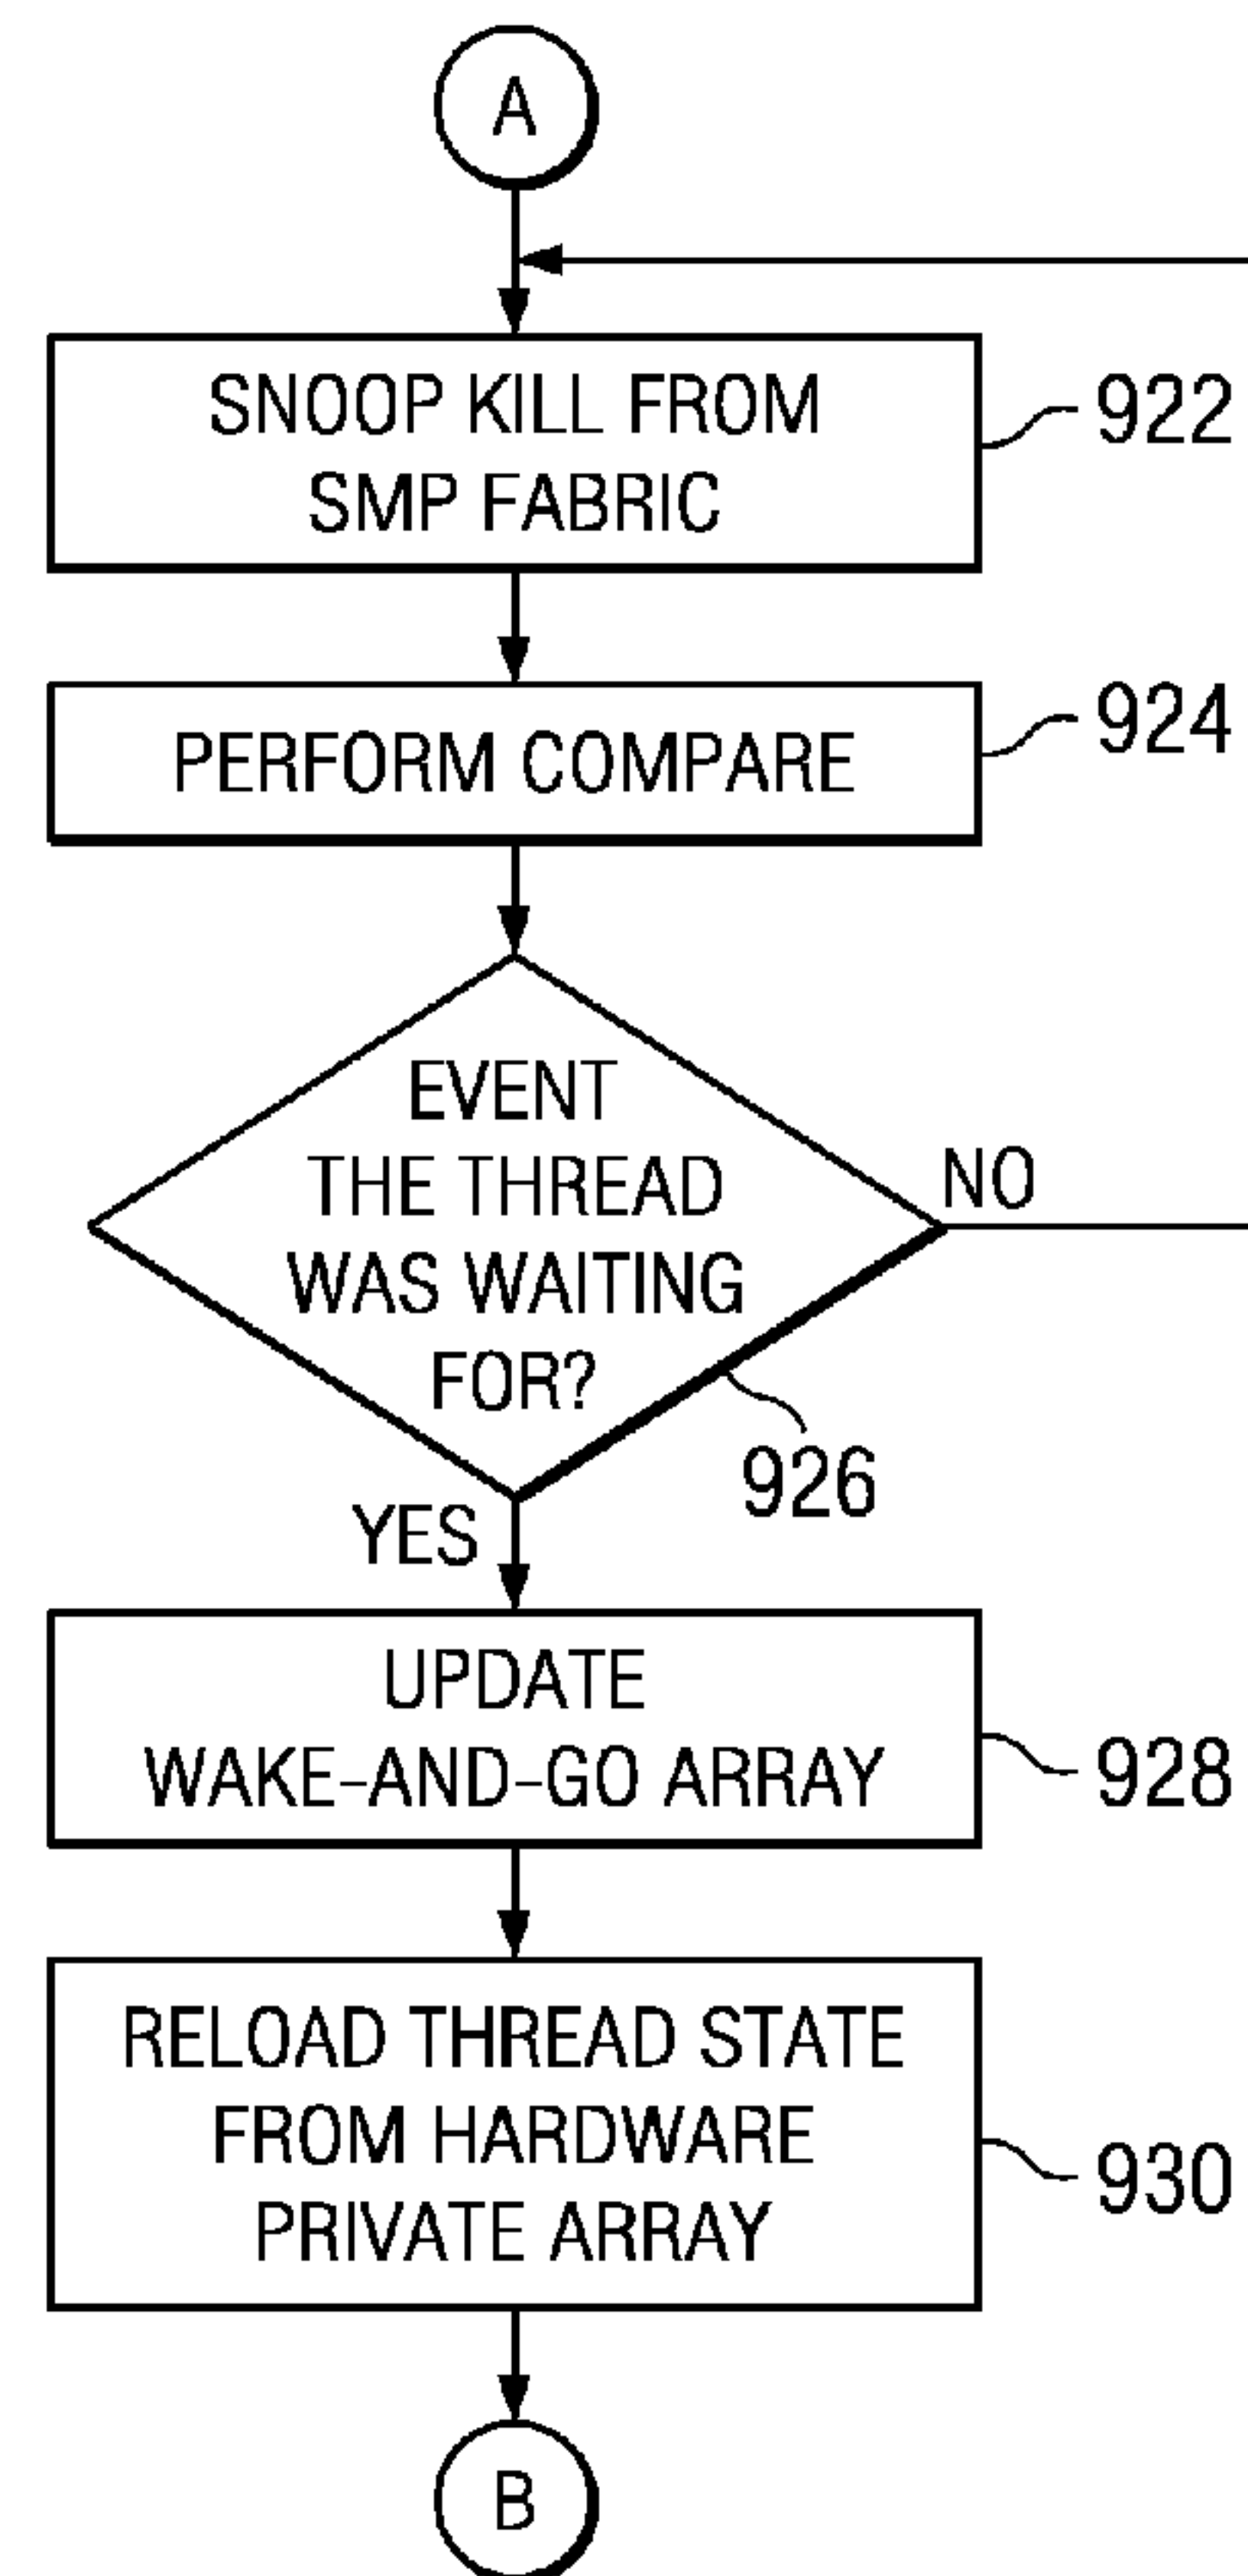 A
SNOOP KILL FROM
SMP FABRIC
922
PERFORM COMPARE
924
EVENT
THE THREAD
WAS WAITING
FOR?
NO
926
YES
UPDATE
WAKE-AND-GO ARRAY
928
RELOAD THREAD STATE
FROM HARDWARE
PRIVATE ARRAY
930
B